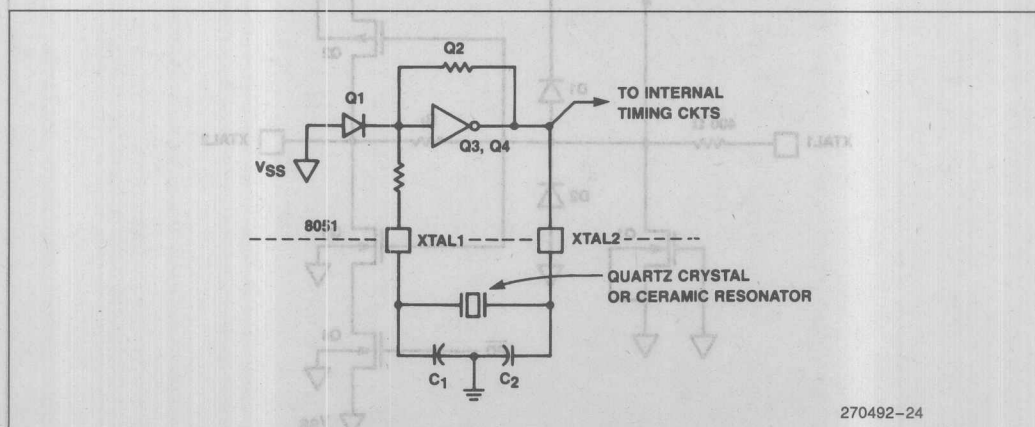 Q2
Q1
TO INTERNAL
TIMING CKTS
Q3, Q4
VSS
8051
XTAL1
XTAL2
QUARTZ CRYSTAL
OR CERAMIC RESONATOR
C1
C2
270492-24